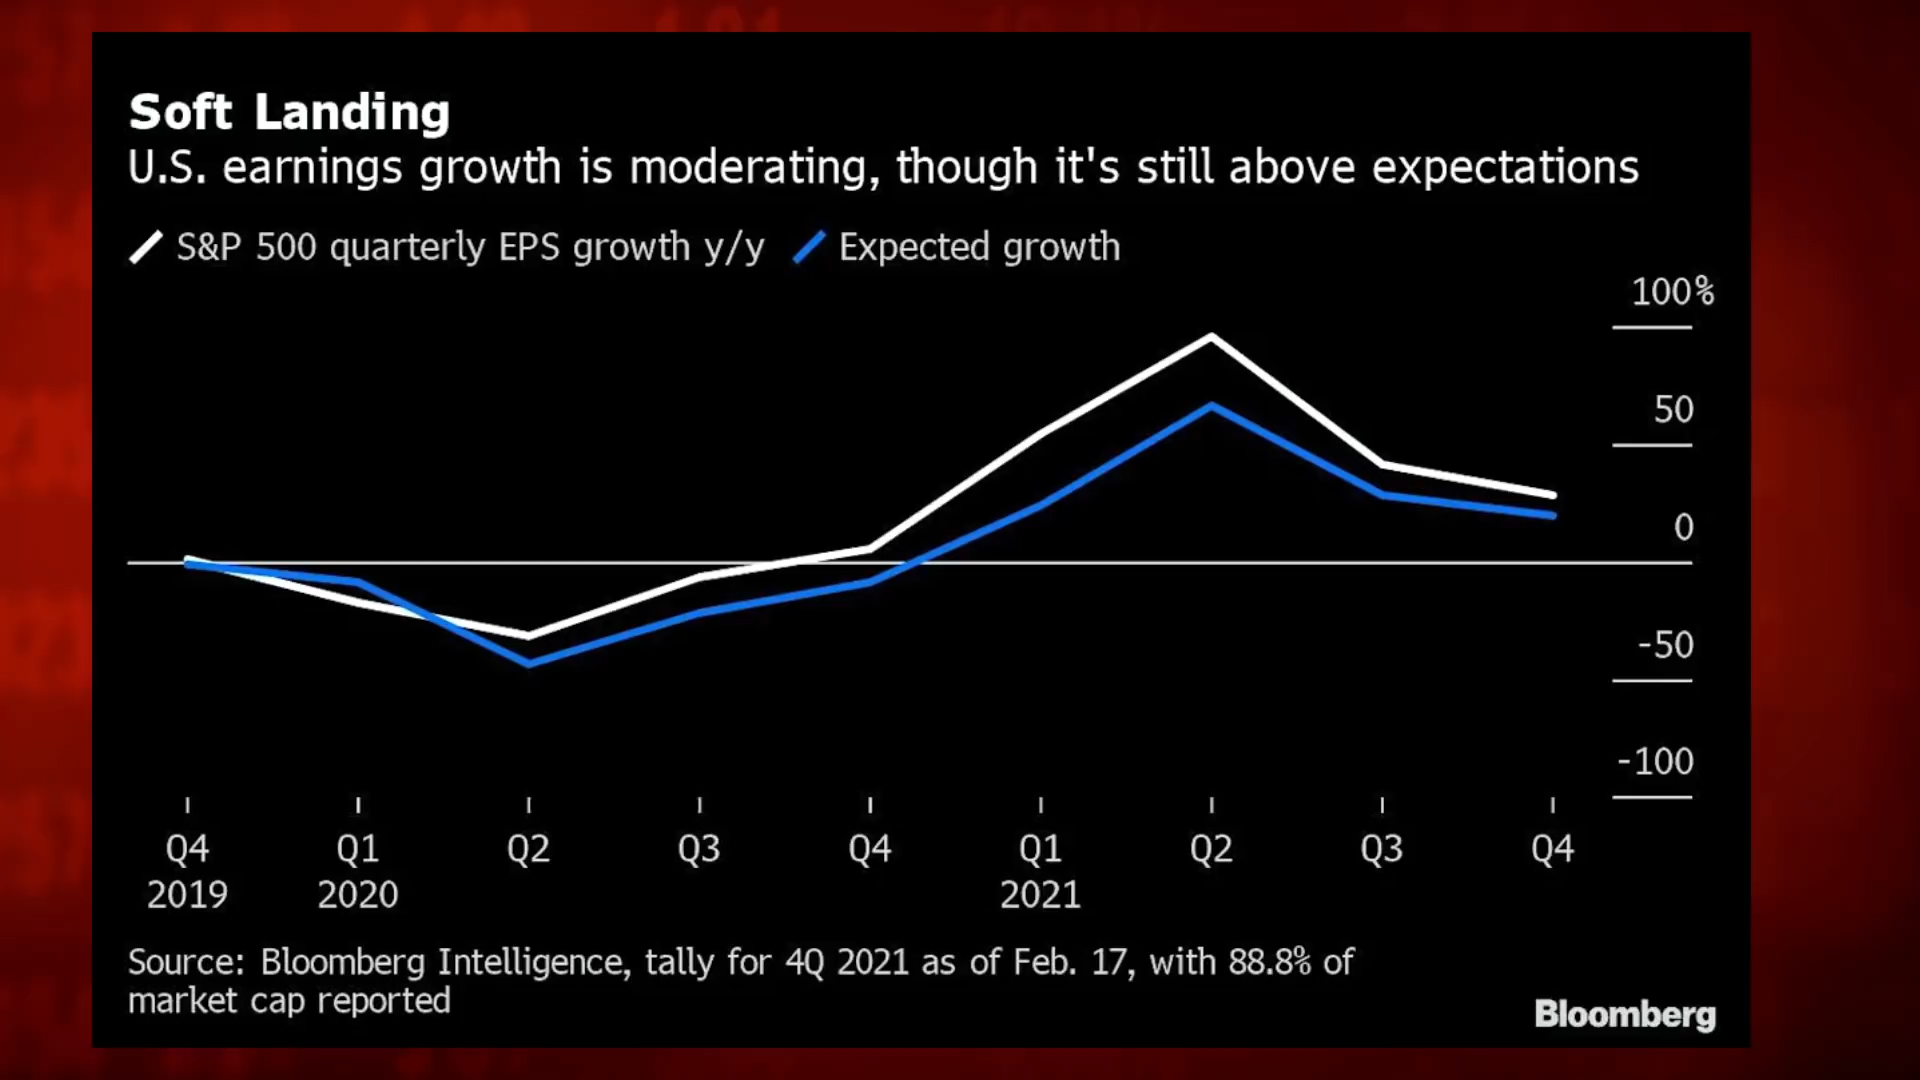 Soft Landing
U.S. earnings growth is moderating, though it's still above expectations
S&P 500 quarterly EPS growth y/y Expected growth
100%
50
0
-50
-100
Q4 Q1 Q2 Q3 Q4 Q1 Q2 Q3 Q4
2019 2020 2021
Source: Bloomberg Intelligence, tally for 4Q 2021 as of Feb. 17, with 88.8% of
market cap reported
Bloomberg